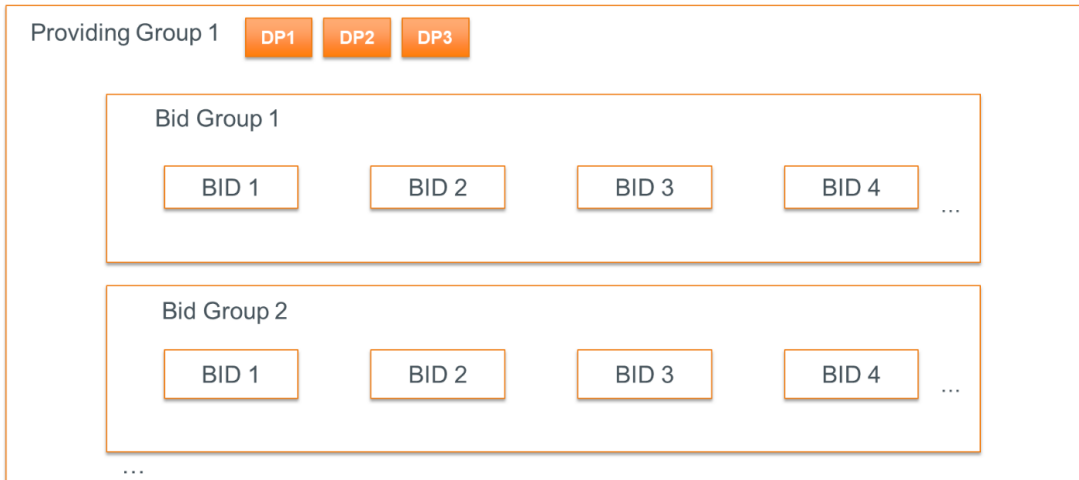 Providing Group 1 DP1 DP2 DP3
Bid Group 1
BID 1 BID 2 BID 3 BID 4 ...
Bid Group 2
BID 1 BID 2 BID 3 BID 4 ...
...